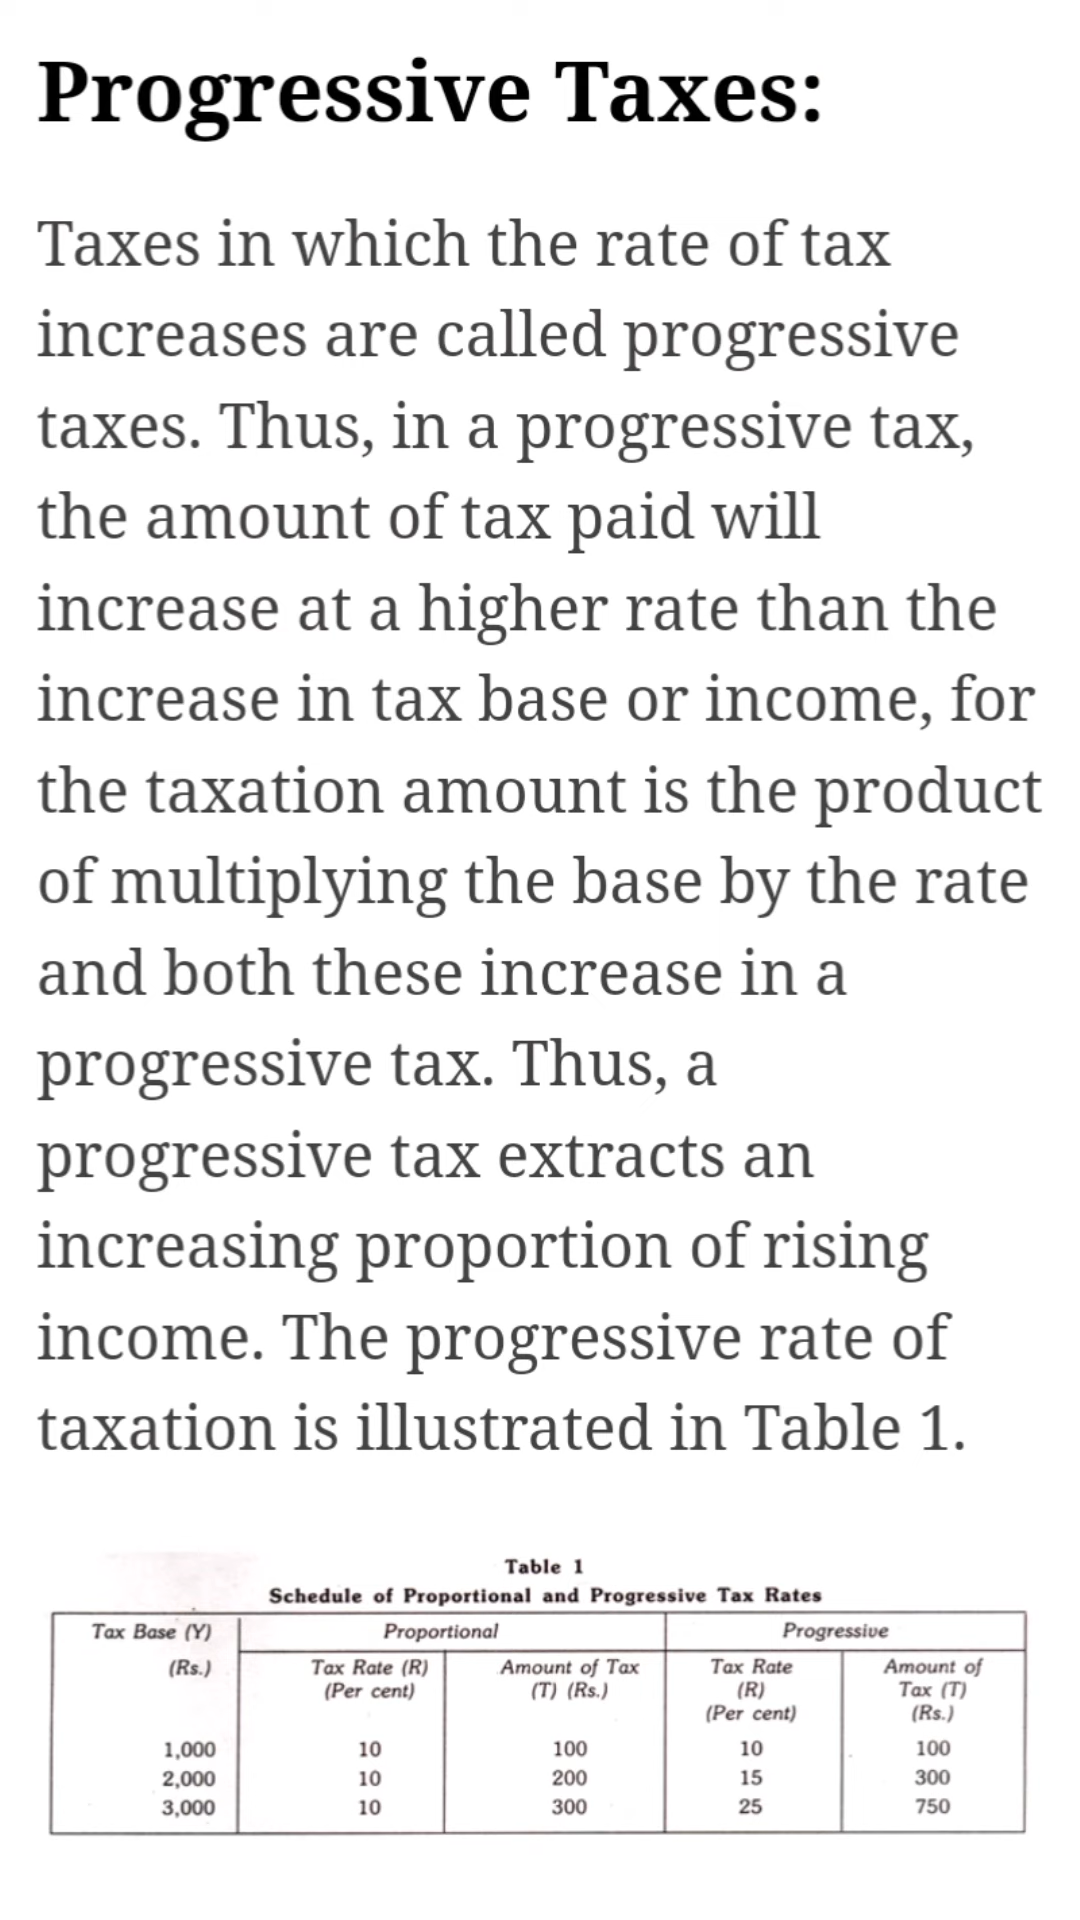 Progressive Taxes:
Taxes in which the rate of tax
increases are called progressive
taxes. Thus, in a progressive tax,
the amount of tax paid will
increase at a higher rate than the
increase in tax base or income, for
the taxation amount is the product
of multiplying the base by the rate
and both these increase in a
progressive tax. Thus, a
progressive tax extracts an
increasing proportion of rising
income. The progressive rate of
taxation is illustrated in Table 1.
Table 1
Schedule of Proportional and Progressive Tax Rates
Tax Base (Y) Proportional Progressive
(Rs.) Tax Rate (R) Amount of Tax Tax Rate Amount of
(Per cent) (T) (Rs.) (R) Tax (T)
(Per cent) (Rs.)
1,000 10 100 10 100
2,000 10 200 15 300
3,000 10 300 25 750